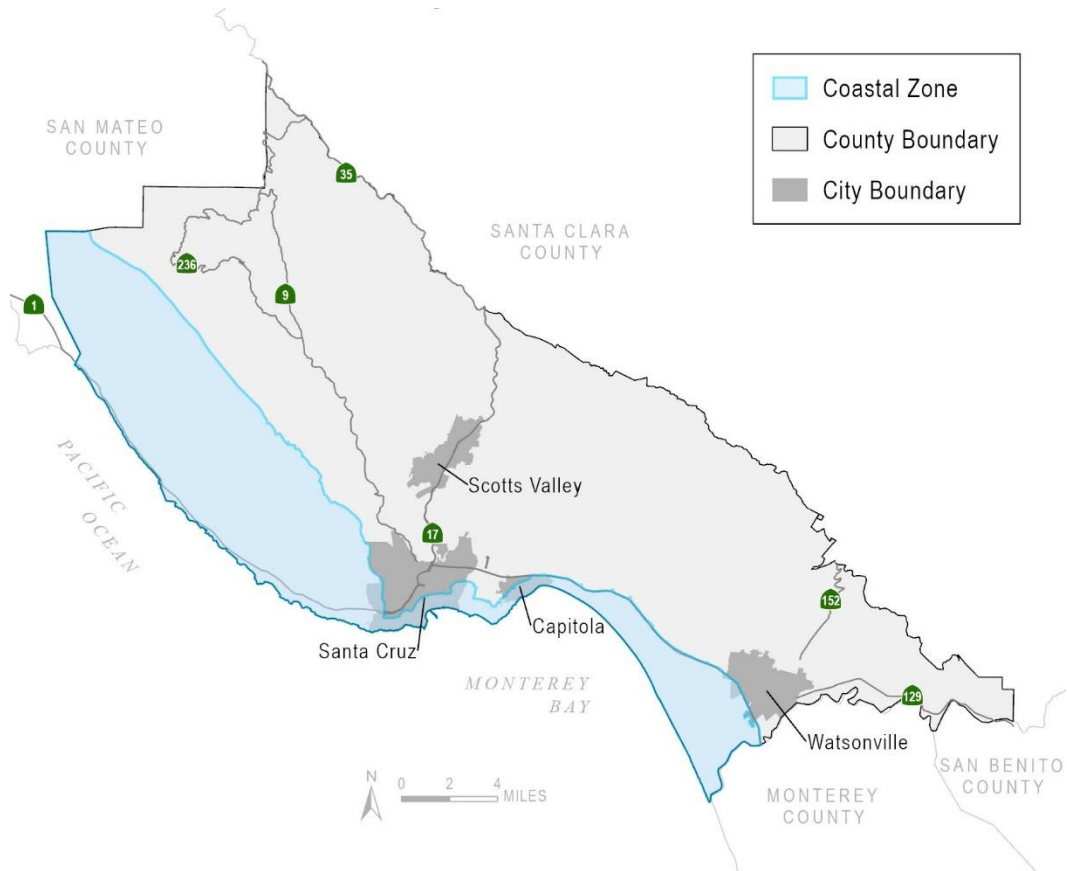 Coastal Zone
County Boundary
City Boundary
SAN MATEO
COUNTY
35
SANTA CLARA
COUNTY
236
9
1
PACIFIC
OCEAN
Scotts Valley
17
Santa Cruz
Capitola
152
MONTEREY
BAY
129
Watsonville
SAN BENITO
COUNTY
MONTEREY
COUNTY
N
0 2 4
MILES